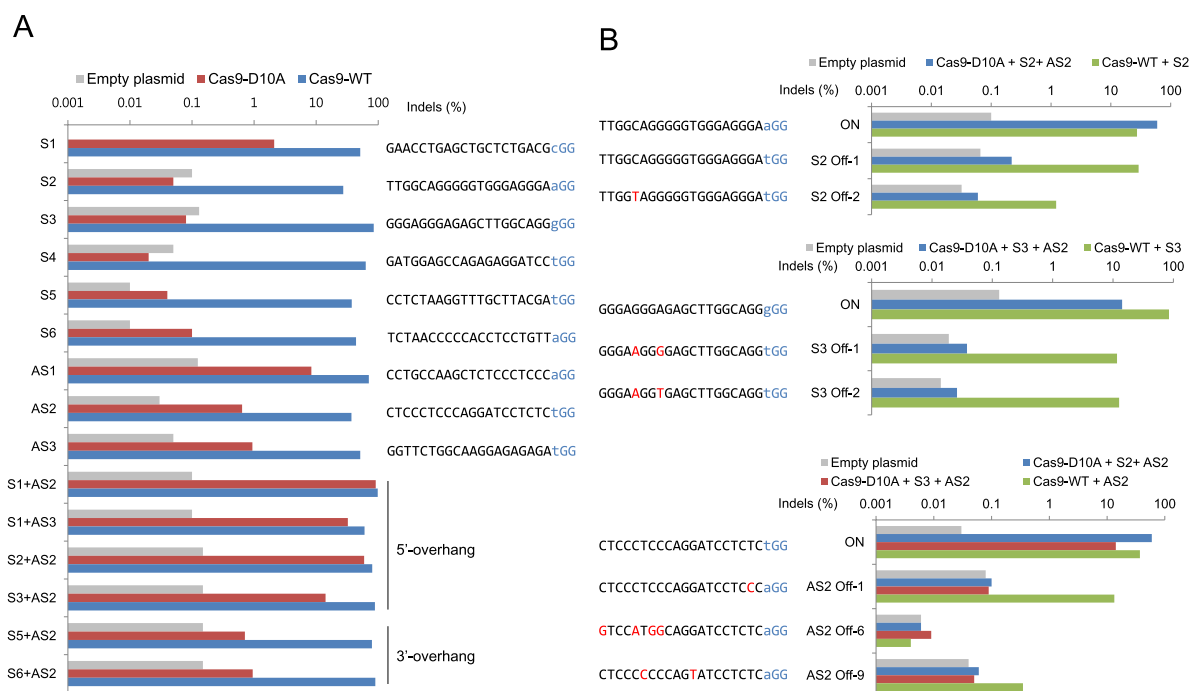 A
Empty plasmid Cas9-D10A Cas9-WT
0.001 0.01 0.1 1 10 100 Indels (%)
S1 GAACCTGAGCTGCTCTGACGcGG
S2 TTGGCAGGGGGTGGGAGGGAaGG
S3 GGGAGGGAGAGCTTGGCAGGgGG
S4 GATGGAGCCAGAGAGGATCCtGG
S5 CCTCTAAGGTTTGCTTACGAtGG
S6 TCTAACCCCCACCTCCTGTTaGG
AS1 CCTGCCAAGCTCTCCCTCCCaGG
AS2 CTCCCTCCCAGGATCCTCTCtGG
AS3 GGTTCTGGCAAGGAGAGAGAtGG
S1+AS2
S1+AS3
S2+AS2
S3+AS2
5'-overhang
S5+AS2
S6+AS2
3'-overhang
B
Empty plasmid Cas9-D10A + S2+ AS2 Cas9-WT + S2
Indels (%) 0.001 0.01 0.1 1 10 100
TTGGCAGGGGGTGGGAGGGAaGG ON
TTGGCAGGGGGTGGGAGGGAtGG S2 Off-1
TTGGTAGGGGGTGGGAGGGAtGG S2 Off-2
Empty plasmid Cas9-D10A + S3 + AS2 Cas9-WT + S3
Indels (%) 0.001 0.01 0.1 1 10 100
GGGAGGGAGAGCTTGGCAGGgGG ON
GGGAAGGGGAGCTTGGCAGGtGG S3 Off-1
GGGAAGGTGAGCTTGGCAGGtGG S3 Off-2
Empty plasmid Cas9-D10A + S2+ AS2
Cas9-D10A + S3 + AS2 Cas9-WT + AS2
Indels (%) 0.001 0.01 0.1 1 10 100
CTCCCTCCCAGGATCCTCTCtGG ON
CTCCCTCCCAGGATCCTCCCaGG AS2 Off-1
GTCCATGGCAGGATCCTCTCaGG AS2 Off-6
CTCCCCCCCAGTATCCTCTCaGG AS2 Off-9